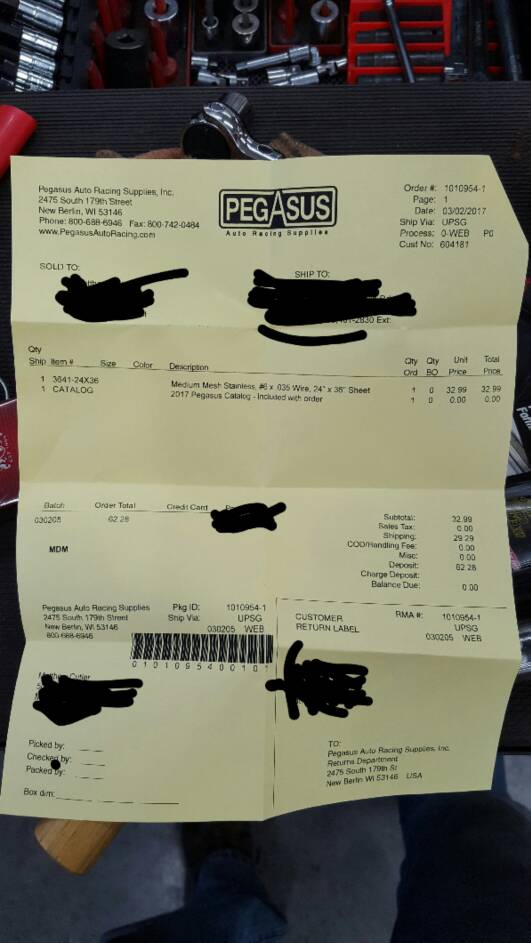 Pegasus Auto Racing Supplies, Inc.
2475 South 179th Street
New Berlin, WI 53146
Phone: 800-688-6946 Fax: 800-742-0484
www.PegasusAutoRacing.com
PEGASUS
Auto Racing Supplies
Order #: 1010954-1
Page: 1
Date: 03/02/2017
Ship Via: UPSG
Process: 0-WEB P0
Cust No: 604181
SOLD TO:
SHIP TO:
Ext:
Qty Ship Item # Size Color Description Qty Ord Qty BO Unit Price Total Price
1 3641-24X36 Medium Mesh Stainless, #6 x .035 Wire, 24" x 36" Sheet 1 0 32.99 32.99
1 CATALOG 2017 Pegasus Catalog - Included with order 1 0 0.00 0.00
Batch Order Total Credit Card
030205 62.28
MDM
Subtotal: 32.99
Sales Tax: 0.00
Shipping: 29.29
COD/Handling Fee: 0.00
Misc: 0.00
Deposit: 62.28
Charge Deposit:
Balance Due: 0.00
Pegasus Auto Racing Supplies
2475 South 179th Street
New Berlin, WI 53146
800-688-6946
Pkg ID: 1010954-1
Ship Via: UPSG
030205 WEB
0101095400101
CUSTOMER
RETURN LABEL
RMA #: 1010954-1
UPSG
030205 WEB
Picked by:
Checked by:
Packed by:
Box dim:
TO:
Pegasus Auto Racing Supplies, Inc.
Returns Department
2475 South 179th St
New Berlin WI 53146 USA